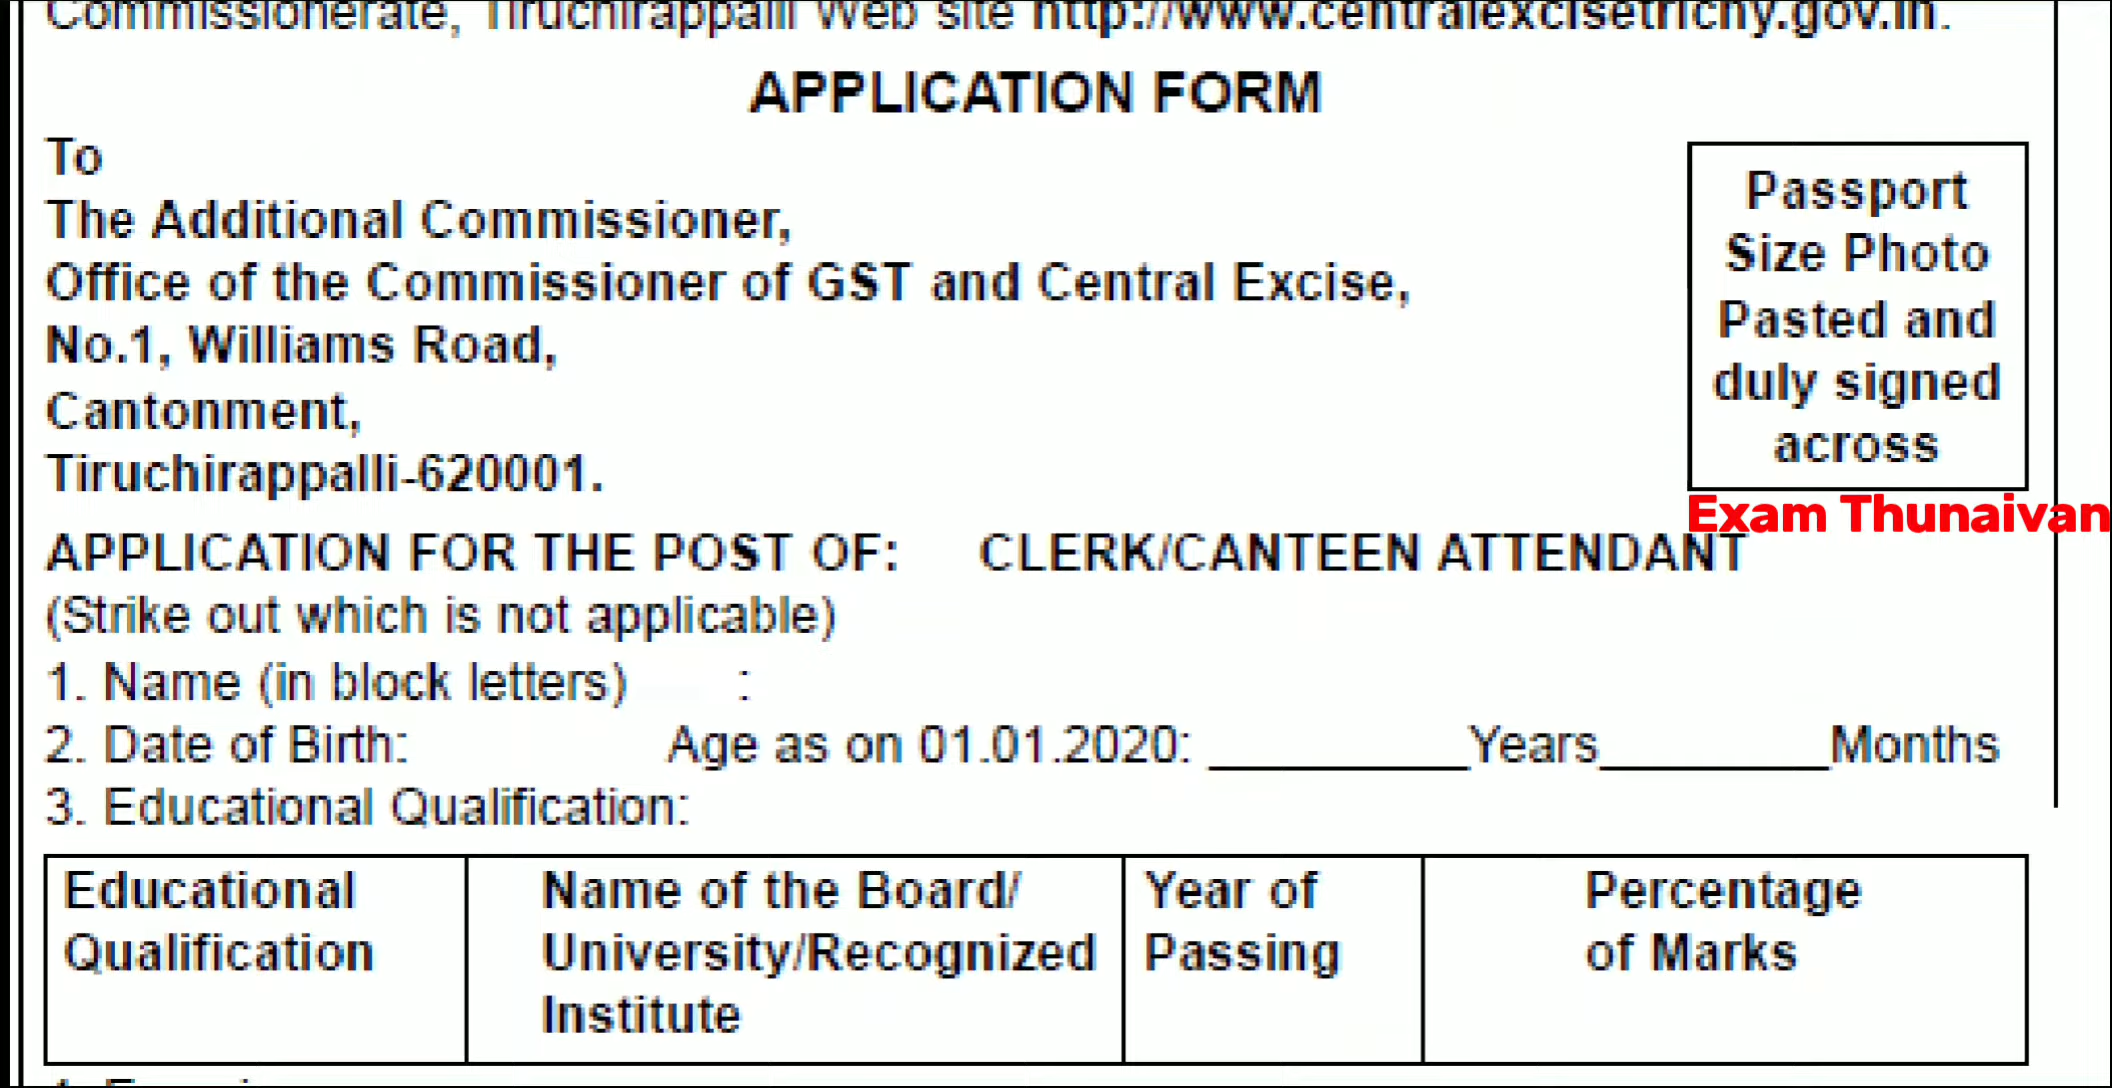 Commissionerate, Tiruchirappalli Web site http://www.centralexcisetrichy.gov.in.
APPLICATION FORM
To
The Additional Commissioner,
Office of the Commissioner of GST and Central Excise,
No.1, Williams Road,
Cantonment,
Tiruchirappalli-620001.
Passport
Size Photo
Pasted and
duly signed
across
Exam Thunaivan
APPLICATION FOR THE POST OF: CLERK/CANTEEN ATTENDANT
(Strike out which is not applicable)
1. Name (in block letters) :
2. Date of Birth: Age as on 01.01.2020: _________Years________Months
3. Educational Qualification:
Educational
Qualification
Name of the Board/
University/Recognized
Institute
Year of
Passing
Percentage
of Marks